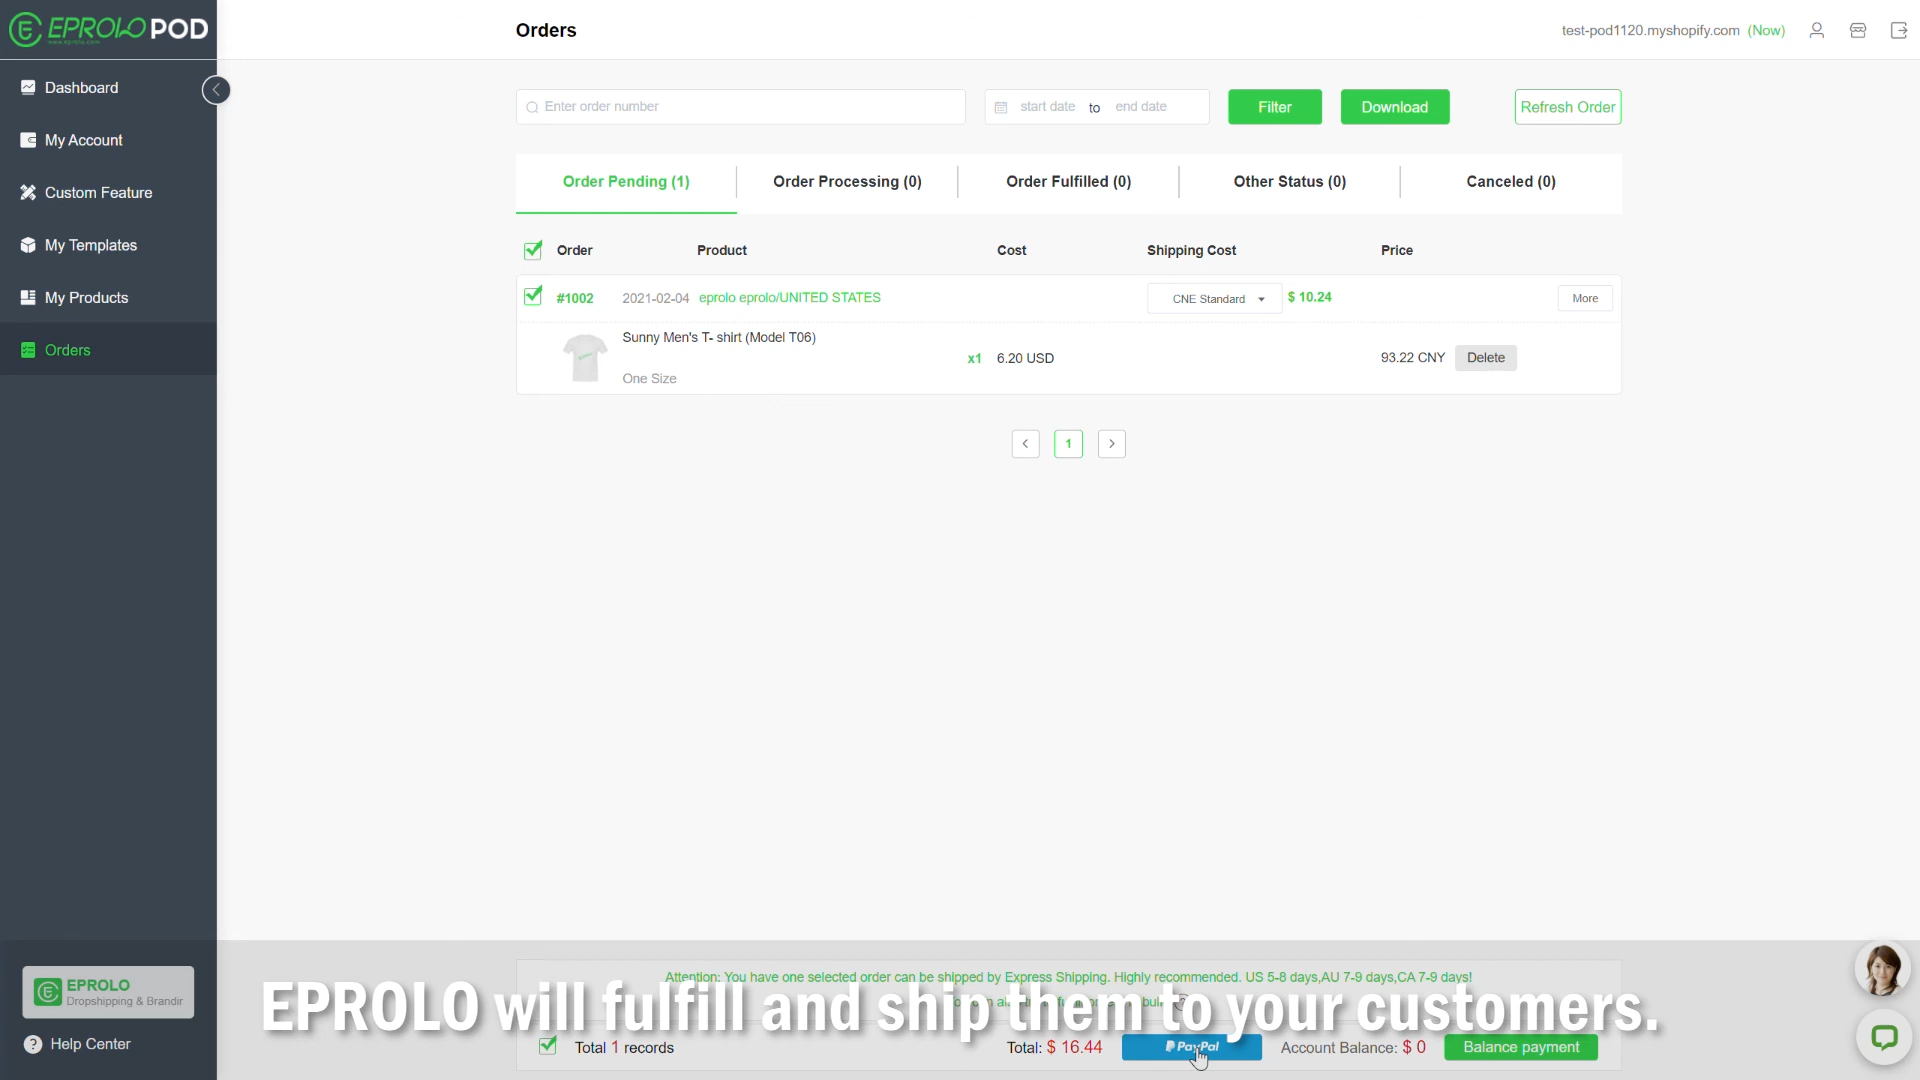 EPROLO POD
www.eprolo.com
Orders
test-pod1120.myshopify.com (Now)
Dashboard
My Account
Custom Feature
My Templates
My Products
Orders
Enter order number
start date to end date
Filter
Download
Refresh Order
Order Pending (1)
Order Processing (0)
Order Fulfilled (0)
Other Status (0)
Canceled (0)
Order Product Cost Shipping Cost Price
#1002 2021-02-04 eprolo eprolo/UNITED STATES CNE Standard $ 10.24 More
Sunny Men's T- shirt (Model T06)
x1 6.20 USD 93.22 CNY Delete
One Size
1
Attention: You have one selected order can be shipped by Express Shipping. Highly recommended. US 5-8 days,AU 7-9 days,CA 7-9 days!
EPROLO will fulfill and ship them to your customers.
Total 1 records Total: $ 16.44 PayPal Account Balance: $ 0 Balance payment
EPROLO
Dropshipping & Brandir
Help Center